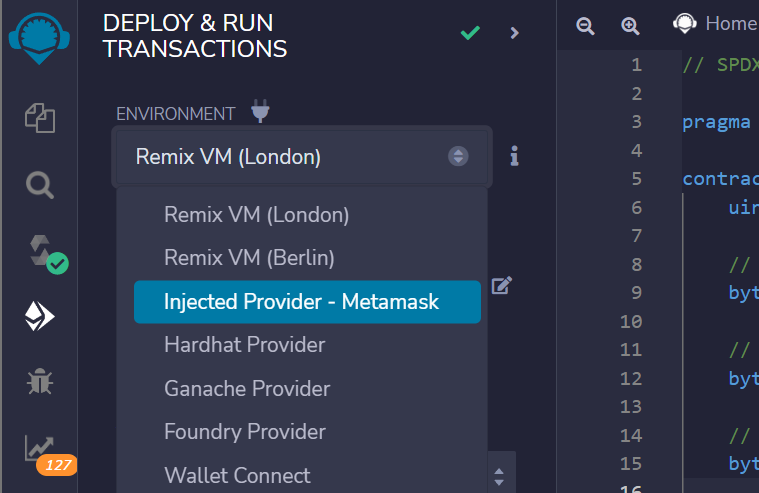 DEPLOY & RUN
TRANSACTIONS
ENVIRONMENT
Remix VM (London)
Remix VM (London)
Remix VM (Berlin)
Injected Provider - Metamask
Hardhat Provider
Ganache Provider
Foundry Provider
Wallet Connect
127
Home
1 // SPDX
2
3 pragma
4
5 contrac
6 uin
7
8 //
9 byt
10
11 //
12 byt
13
14 //
15 byt
16